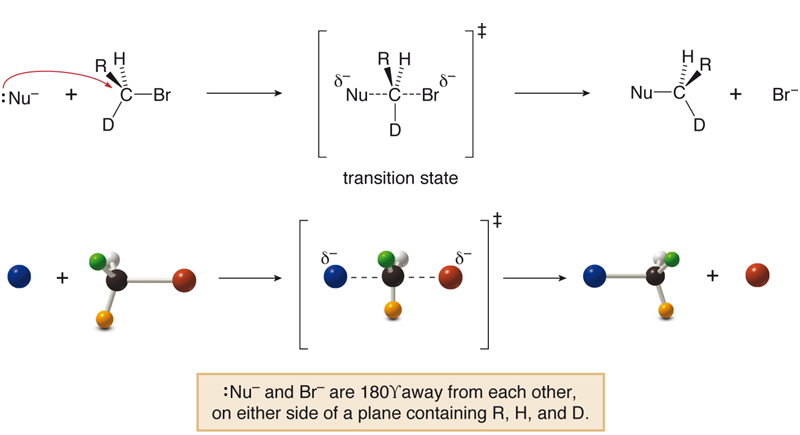 R H R H H R
:Nu– + C—Br δ– Nu---C---Br δ– ‡ Nu—C + Br–
D D D
transition state
+ δ– δ– ‡ +
:Nu– and Br– are 180ϒaway from each other,
on either side of a plane containing R, H, and D.